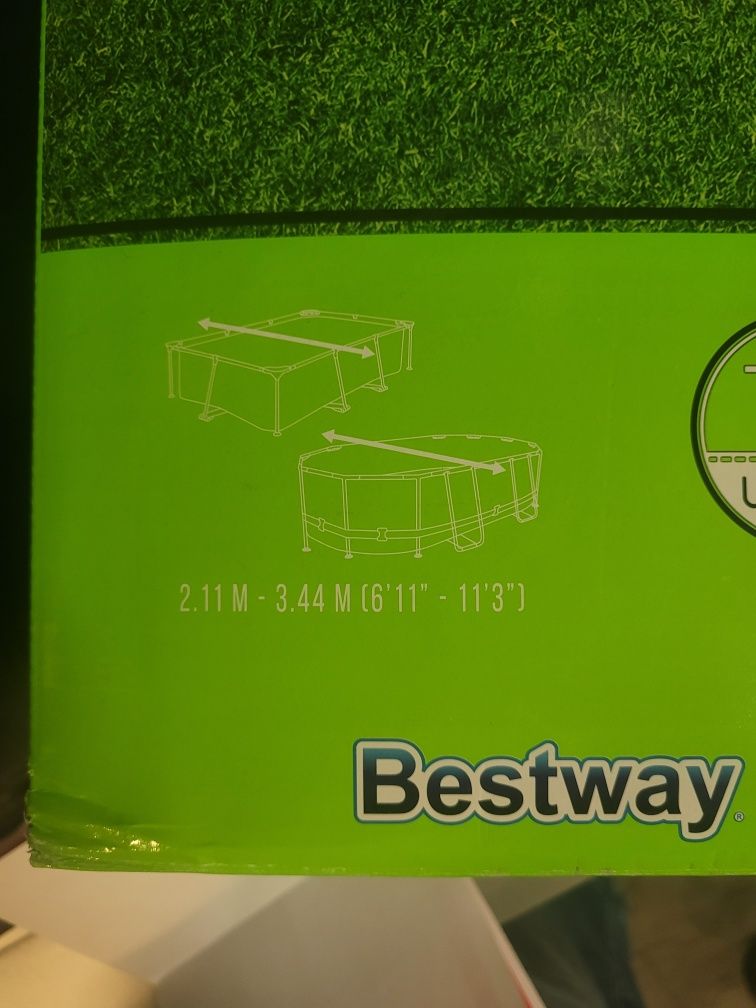 2.11 M - 3.44 M (6'11" - 11'3")
Bestway®